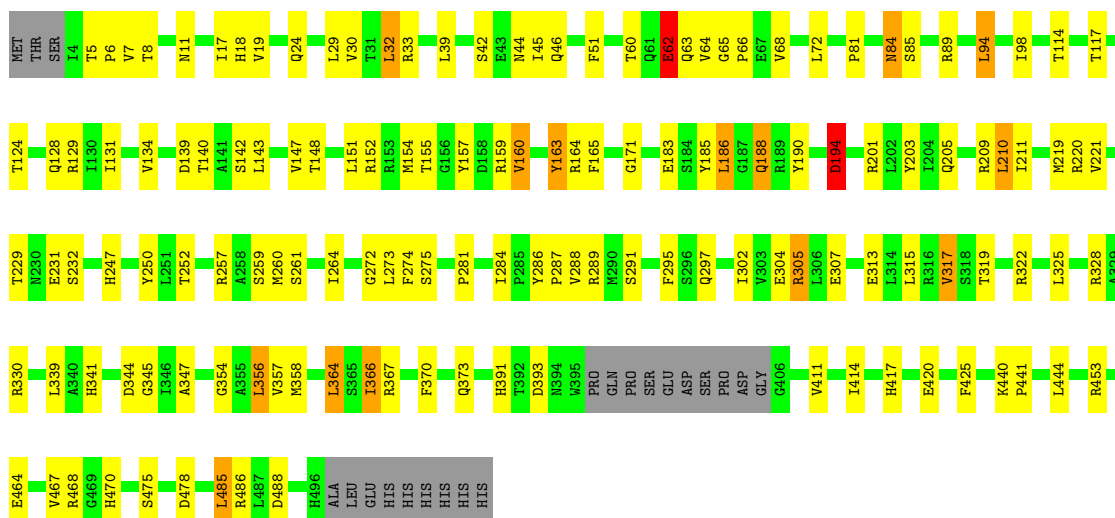 MET THR SER I4 T5 P6 V7 T8 N11 I17 H18 V19 Q24 L29 V30 T31 L32 R33 L39 S42 E43 N44 I45 Q46 F51 T60 Q61 E62 Q63 V64 G65 P66 E67 V68 L72 P81 N84 S85 R89 L94 I98 T114 T117
T124 Q128 R129 I130 I131 V134 D139 T140 A141 S142 L143 V147 T148 L151 R152 R153 M154 T155 G156 Y157 D158 R159 V160 Y163 R164 F165 G171 E183 S184 Y185 L186 G187 Q188 R189 Y190 D194 R201 L202 Y203 I204 Q205 R209 L210 I211 M219 R220 V221
T229 N230 E231 S232 H247 Y250 L251 T252 R257 A258 S259 M260 S261 I264 G272 L273 F274 S275 P281 I284 P285 Y286 P287 V288 R289 M290 S291 F295 S296 Q297 I302 V303 E304 R305 L306 E307 E313 L314 L315 R316 V317 S318 T319 R322 L325 R328 A329
R330 L339 A340 H341 D344 G345 I346 A347 G354 A355 L356 V357 M358 L364 S365 I366 R367 F370 Q373 H391 T392 D393 N394 W395 PRO GLN PRO SER GLU ASP SER PRO ASP GLY G406 V411 I414 H417 E420 F425 K440 P441 L444 R453
E464 V467 R468 G469 H470 S475 D478 L485 R486 L487 D488 H496 ALA LEU GLU HIS HIS HIS HIS HIS HIS